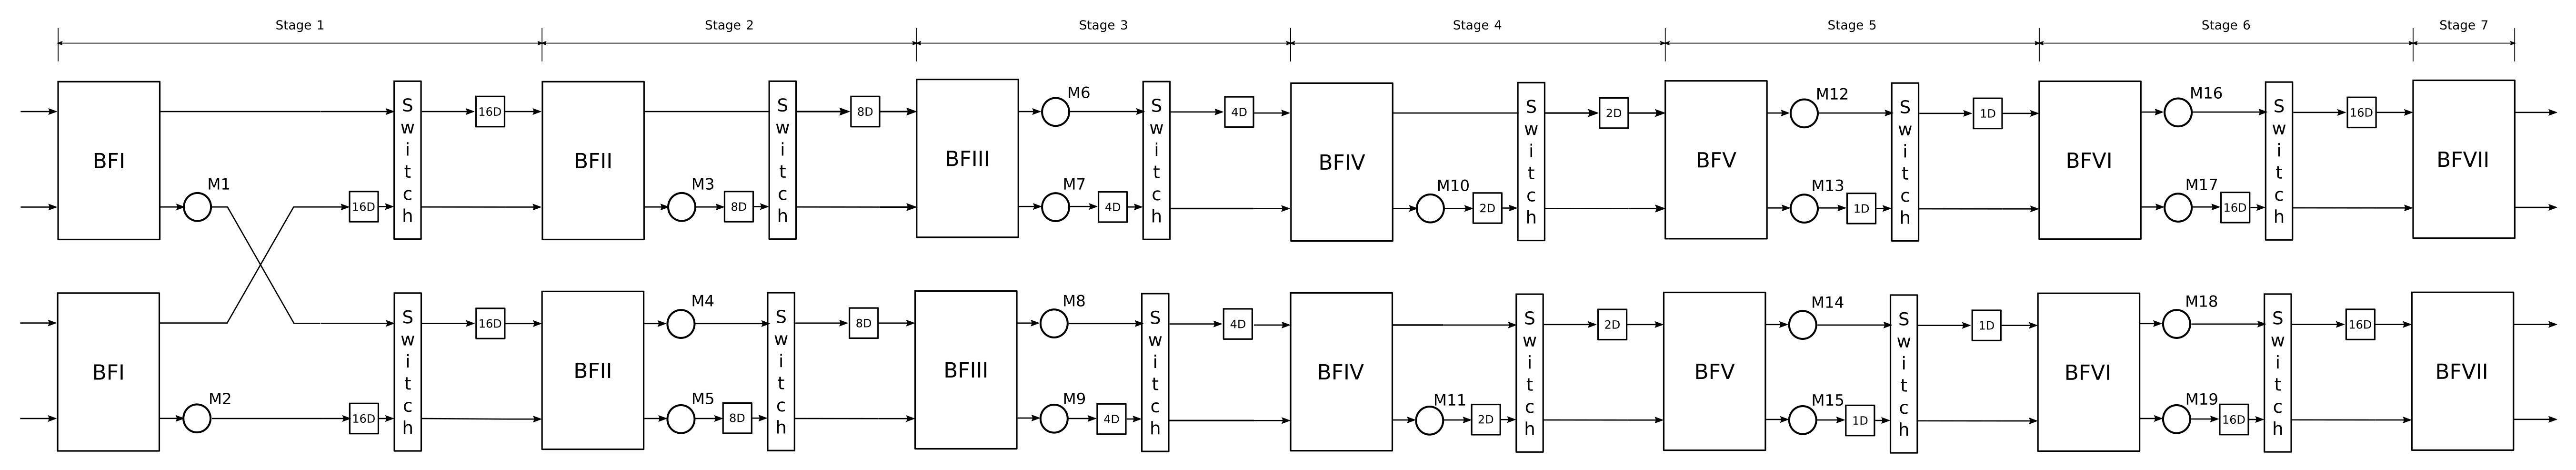 Stage 1 Stage 2 Stage 3 Stage 4 Stage 5 Stage 6 Stage 7
BFI Switch 16D BFII Switch 8D BFIII M6 Switch 4D BFIV Switch 2D BFV M12 Switch 1D BFVI M16 Switch 16D BFVII
M1 16D M3 8D M7 4D M10 2D M13 1D M17 16D
BFI Switch 16D BFII M4 Switch 8D BFIII M8 Switch 4D BFIV Switch 2D BFV M14 Switch 1D BFVI M18 Switch 16D BFVII
M2 16D M5 8D M9 4D M11 2D M15 1D M19 16D